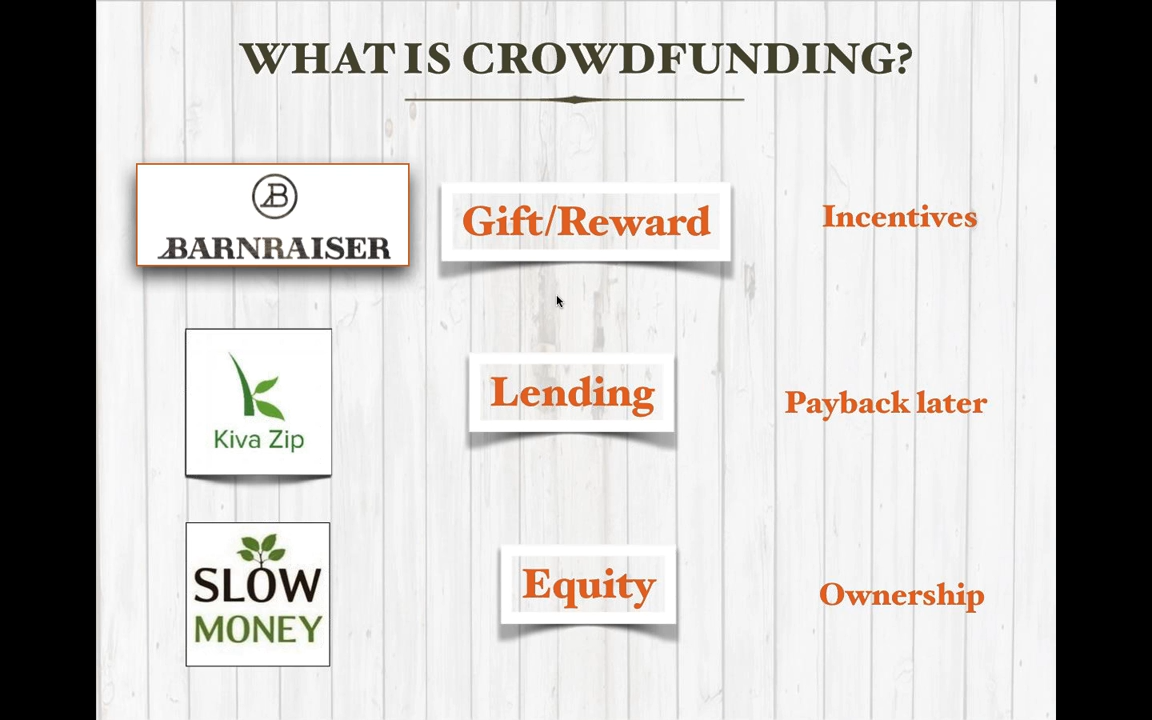 WHAT IS CROWDFUNDING?
B
BARNRAISER
Gift/Reward
Incentives
Kiva Zip
Lending
Payback later
SLOW
MONEY
Equity
Ownership